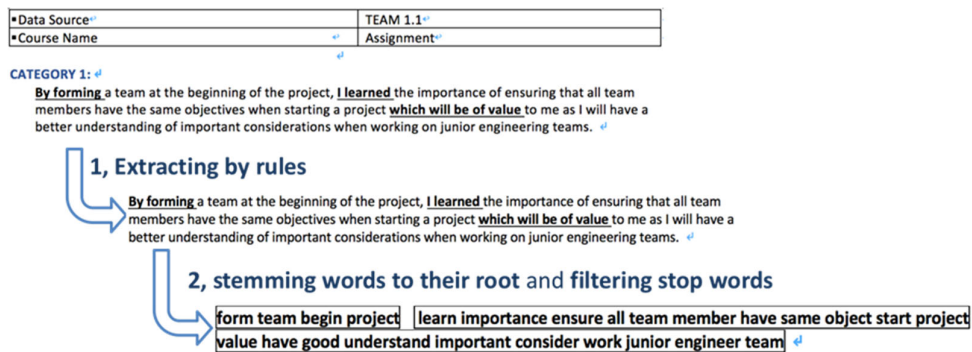 ▪Data Source↵ TEAM 1.1↵
▪Course Name ↵ Assignment↵
↵
CATEGORY 1: ↵
By forming a team at the beginning of the project, I learned the importance of ensuring that all team
members have the same objectives when starting a project which will be of value to me as I will have a
better understanding of important considerations when working on junior engineering teams. ↵
1, Extracting by rules
By forming a team at the beginning of the project, I learned the importance of ensuring that all team
members have the same objectives when starting a project which will be of value to me as I will have a
better understanding of important considerations when working on junior engineering teams. ↵
2, stemming words to their root and filtering stop words
form team begin project learn importance ensure all team member have same object start project
value have good understand important consider work junior engineer team ↵